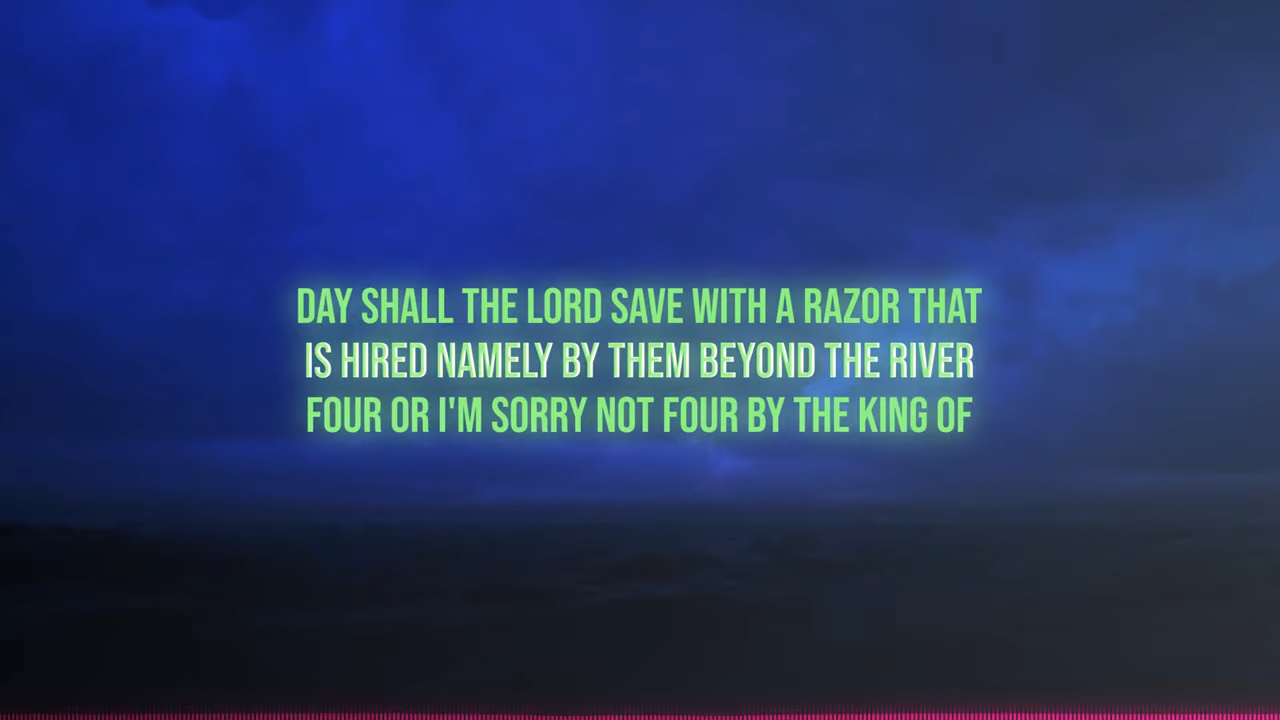 DAY SHALL THE LORD SAVE WITH A RAZOR THAT
IS HIRED NAMELY BY THEM BEYOND THE RIVER
FOUR OR I'M SORRY NOT FOUR BY THE KING OF